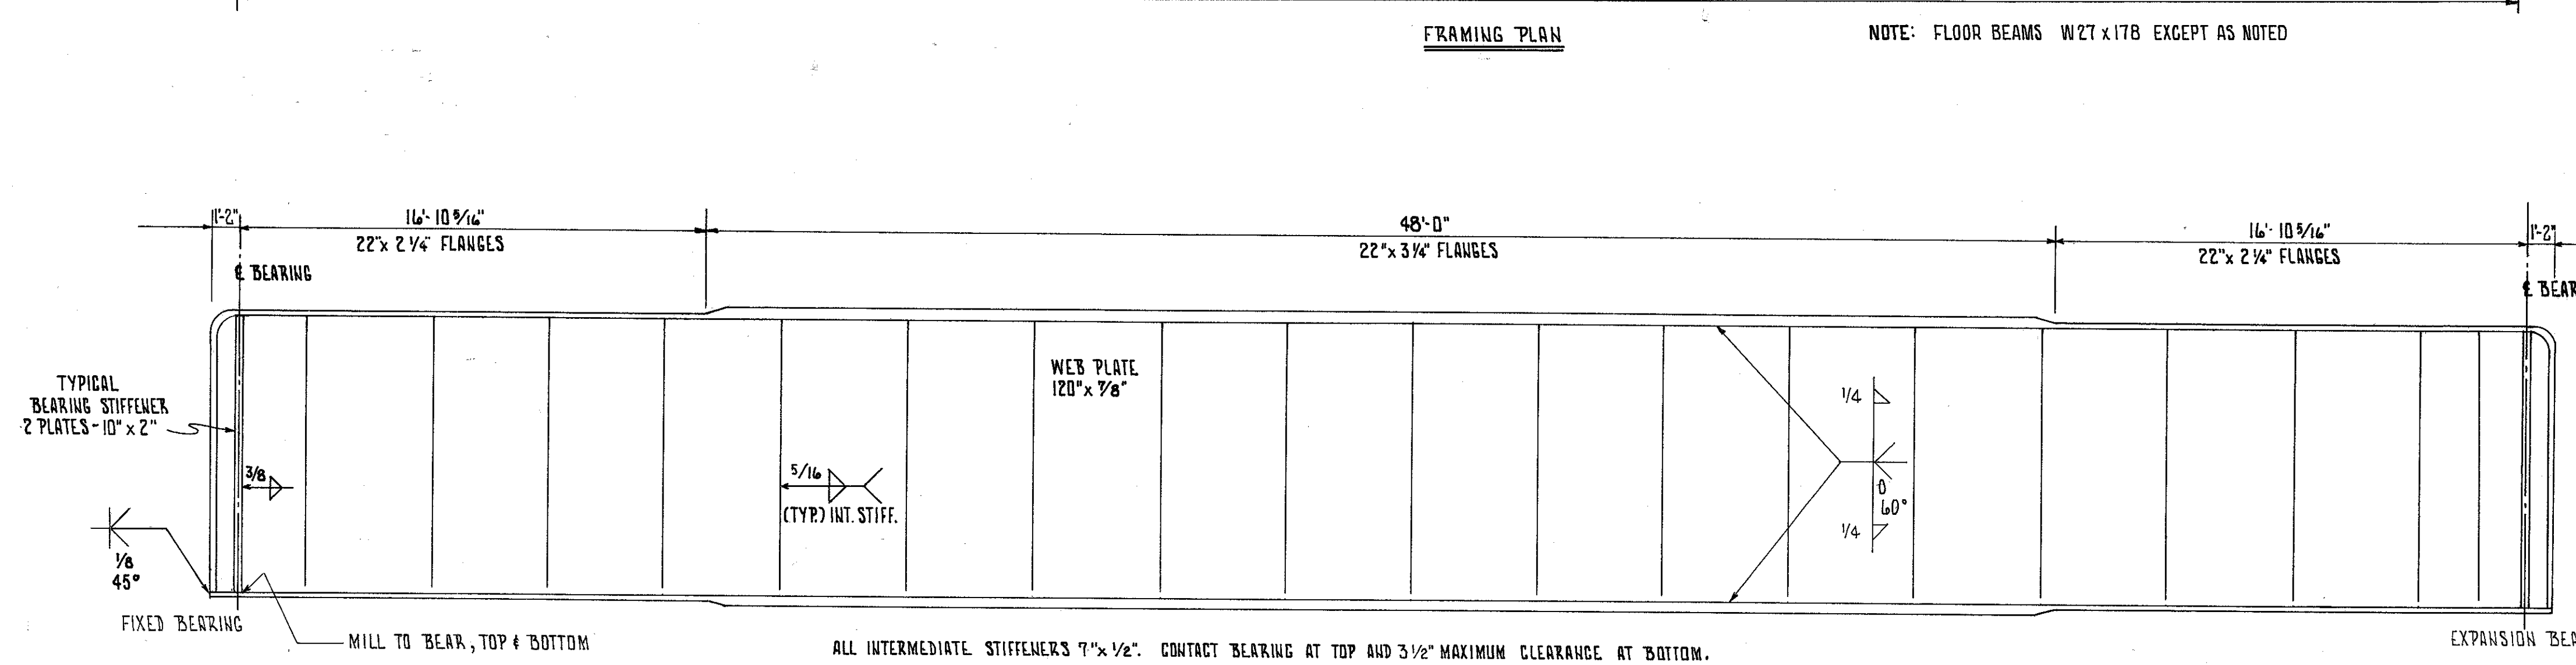 FRAMING PLAN
NOTE: FLOOR BEAMS W27 x 178 EXCEPT AS NOTED
1'-2"
16'-10 5/16"
48'-0"
16'-10 5/16"
1'-2"
22" x 2 1/4" FLANGES
22" x 3 1/4" FLANGES
22" x 2 1/4" FLANGES
℄ BEARING
℄ BEAR
TYPICAL
BEARING STIFFENER
2 PLATES - 10" x 2"
WEB PLATE
120" x 7/8"
3/8
5/16
(TYP.) INT. STIFF.
1/4
0
60°
1/4
1/8
45°
FIXED BEARING
MILL TO BEAR, TOP & BOTTOM
ALL INTERMEDIATE STIFFENERS 7" x 1/2". CONTACT BEARING AT TOP AND 3 1/2" MAXIMUM CLEARANCE AT BOTTOM.
EXPANSION BEA